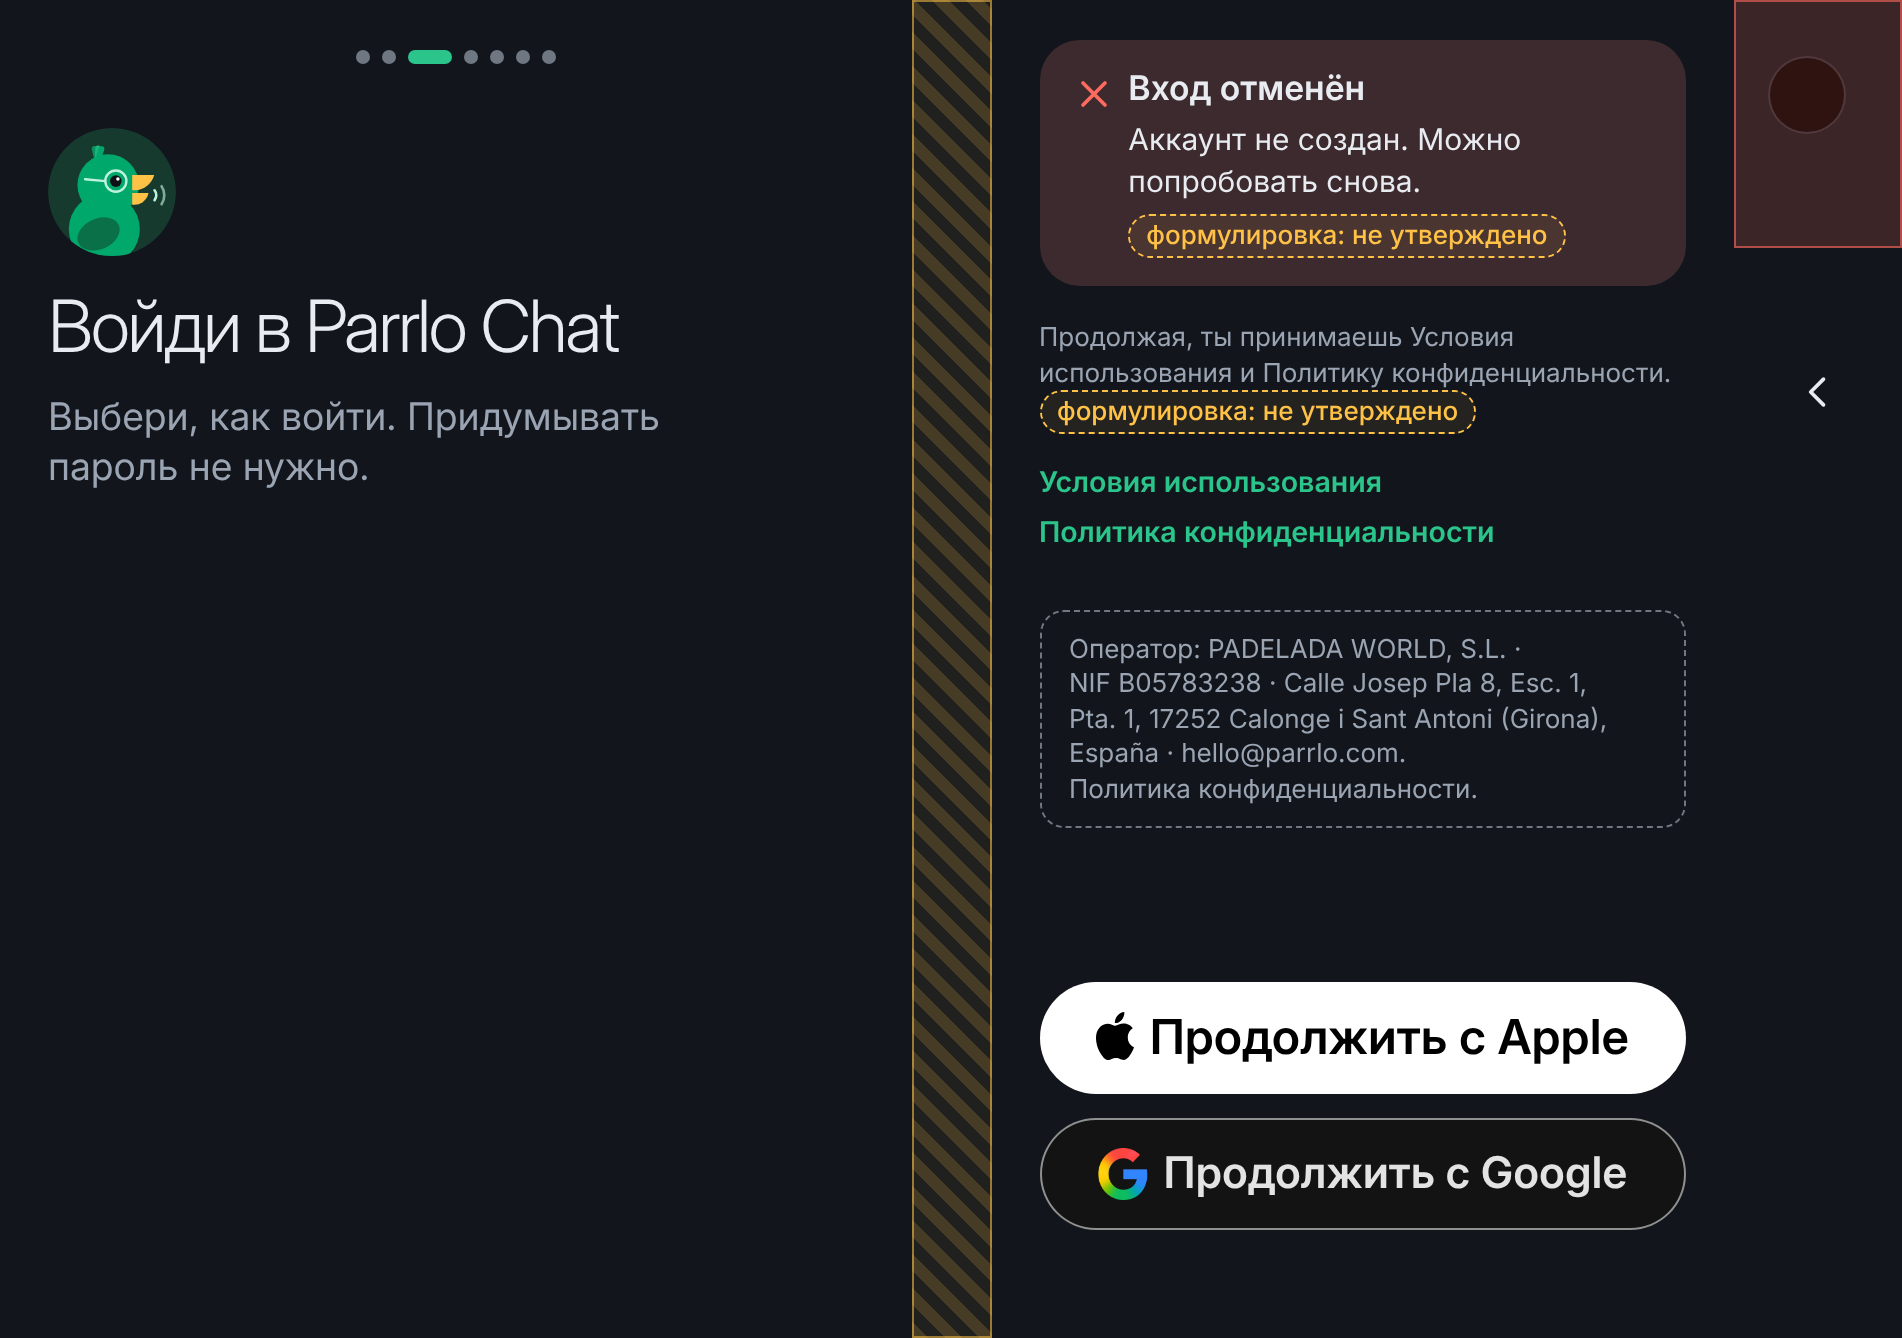 Войди в Parrlo Chat
Выбери, как войти. Придумывать
пароль не нужно.
Вход отменён
Аккаунт не создан. Можно
попробовать снова.
формулировка: не утверждено
Продолжая, ты принимаешь Условия
использования и Политику конфиденциальности.
формулировка: не утверждено
Условия использования
Политика конфиденциальности
Оператор: PADELADA WORLD, S.L. ·
NIF B05783238 · Calle Josep Pla 8, Esc. 1,
Pta. 1, 17252 Calonge i Sant Antoni (Girona),
España · hello@parrlo.com.
Политика конфиденциальности.
Продолжить с Apple
Продолжить с Google